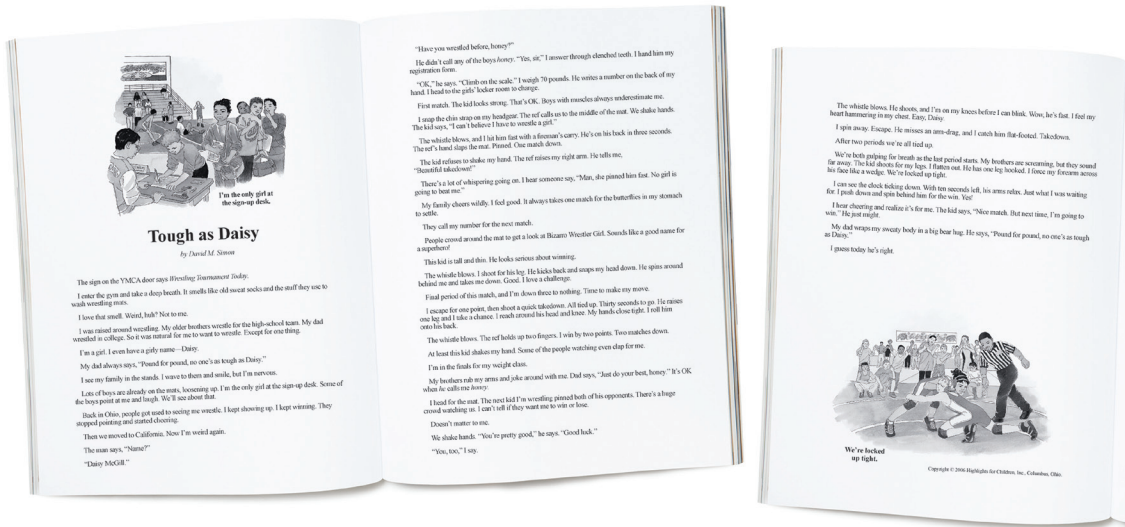 I'm the only girl at
the sign-up desk.
Tough as Daisy
by David M. Simon
The sign on the YMCA door says Wrestling Tournament Today.
I enter the gym and take a deep breath. It smells like old sweat socks and the stuff they use to
wash wrestling mats.
I love that smell. Weird, huh? Not to me.
I was raised around wrestling. My older brothers wrestle for the high-school team. My dad
wrestled in college. So it was natural for me to want to wrestle. Except for one thing.
I'm a girl. I even have a girly name—Daisy.
My dad always says, "Pound for pound, no one's as tough as Daisy."
I see my family in the stands. I wave to them and smile, but I'm nervous.
Lots of boys are already on the mats, loosening up. I'm the only girl at the sign-up desk. Some of
the boys point at me and laugh. We'll see about that.
Back in Ohio, people got used to seeing me wrestle. I kept showing up. I kept winning. They
stopped pointing and started cheering.
Then we moved to California. Now I'm weird again.
The man says, "Name?"
"Daisy McGill."
"Have you wrestled before, honey?"
He didn't call any of the boys honey. "Yes, sir," I answer through clenched teeth. I hand him my
registration form.
"OK," he says. "Climb on the scale." I weigh 70 pounds. He writes a number on the back of my
hand. I head to the girls' locker room to change.
First match. The kid looks strong. That's OK. Boys with muscles always underestimate me.
I snap the chin strap on my headgear. The ref calls us to the middle of the mat. We shake hands.
The kid says, "I can't believe I have to wrestle a girl."
The whistle blows, and I hit him fast with a fireman's carry. He's on his back in three seconds.
The ref's hand slaps the mat. Pinned. One match down.
The kid refuses to shake my hand. The ref raises my right arm. He tells me,
"Beautiful takedown!"
There's a lot of whispering going on. I hear someone say, "Man, she pinned him fast. No girl is
going to beat me."
My family cheers wildly. I feel good. It always takes one match for the butterflies in my stomach
to settle.
They call my number for the next match.
People crowd around the mat to get a look at Bizarro Wrestler Girl. Sounds like a good name for
a superhero!
This kid is tall and thin. He looks serious about winning.
The whistle blows. I shoot for his leg. He kicks back and snaps my head down. He spins around
behind me and takes me down. Good. I love a challenge.
Final period of this match, and I'm down three to nothing. Time to make my move.
I escape for one point, then shoot a quick takedown. All tied up. Thirty seconds to go. He raises
one leg and I take a chance. I reach around his head and knee. My hands close tight. I roll him
onto his back.
The whistle blows. The ref holds up two fingers. I win by two points. Two matches down.
At least this kid shakes my hand. Some of the people watching even clap for me.
I'm in the finals for my weight class.
My brothers rub my arms and joke around with me. Dad says, "Just do your best, honey." It's OK
when he calls me honey.
I head for the mat. The next kid I'm wrestling pinned both of his opponents. There's a huge
crowd watching us. I can't tell if they want me to win or lose.
Doesn't matter to me.
We shake hands. "You're pretty good," he says. "Good luck."
"You, too," I say.
The whistle blows. He shoots, and I'm on my knees before I can blink. Wow, he's fast. I feel my
heart hammering in my chest. Easy, Daisy.
I spin away. Escape. He misses an arm-drag, and I catch him flat-footed. Takedown.
After two periods we're all tied up.
We're both gulping for breath as the last period starts. My brothers are screaming, but they sound
far away. The kid shoots for my legs. I flatten out. He has one leg hooked. I force my forearm across
his face like a wedge. We're locked up tight.
I can see the clock ticking down. With ten seconds left, his arms relax. Just what I was waiting
for. I push down and spin behind him for the win. Yes!
I hear cheering and realize it's for me. The kid says, "Nice match. But next time, I'm going to
win." He just might.
My dad wraps my sweaty body in a big bear hug. He says, "Pound for pound, no one's as tough
as Daisy."
I guess today he's right.
We're locked
up tight.
Copyright © 2006 Highlights for Children, Inc., Columbus, Ohio.